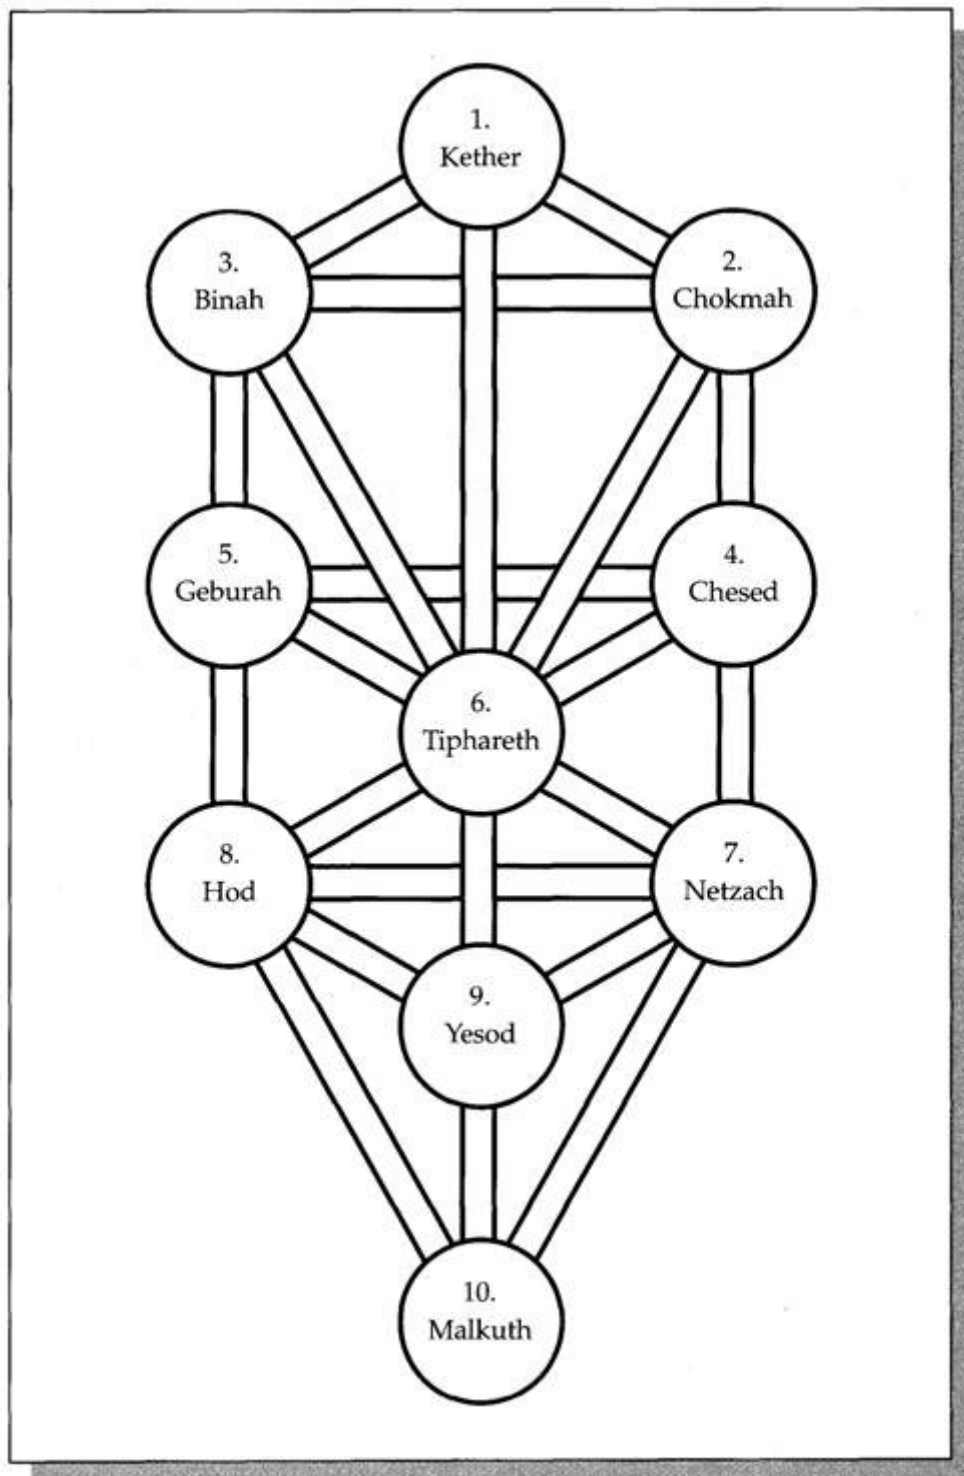 1.
Kether
3.
Binah
2.
Chokmah
5.
Geburah
4.
Chesed
6.
Tiphareth
8.
Hod
7.
Netzach
9.
Yesod
10.
Malkuth